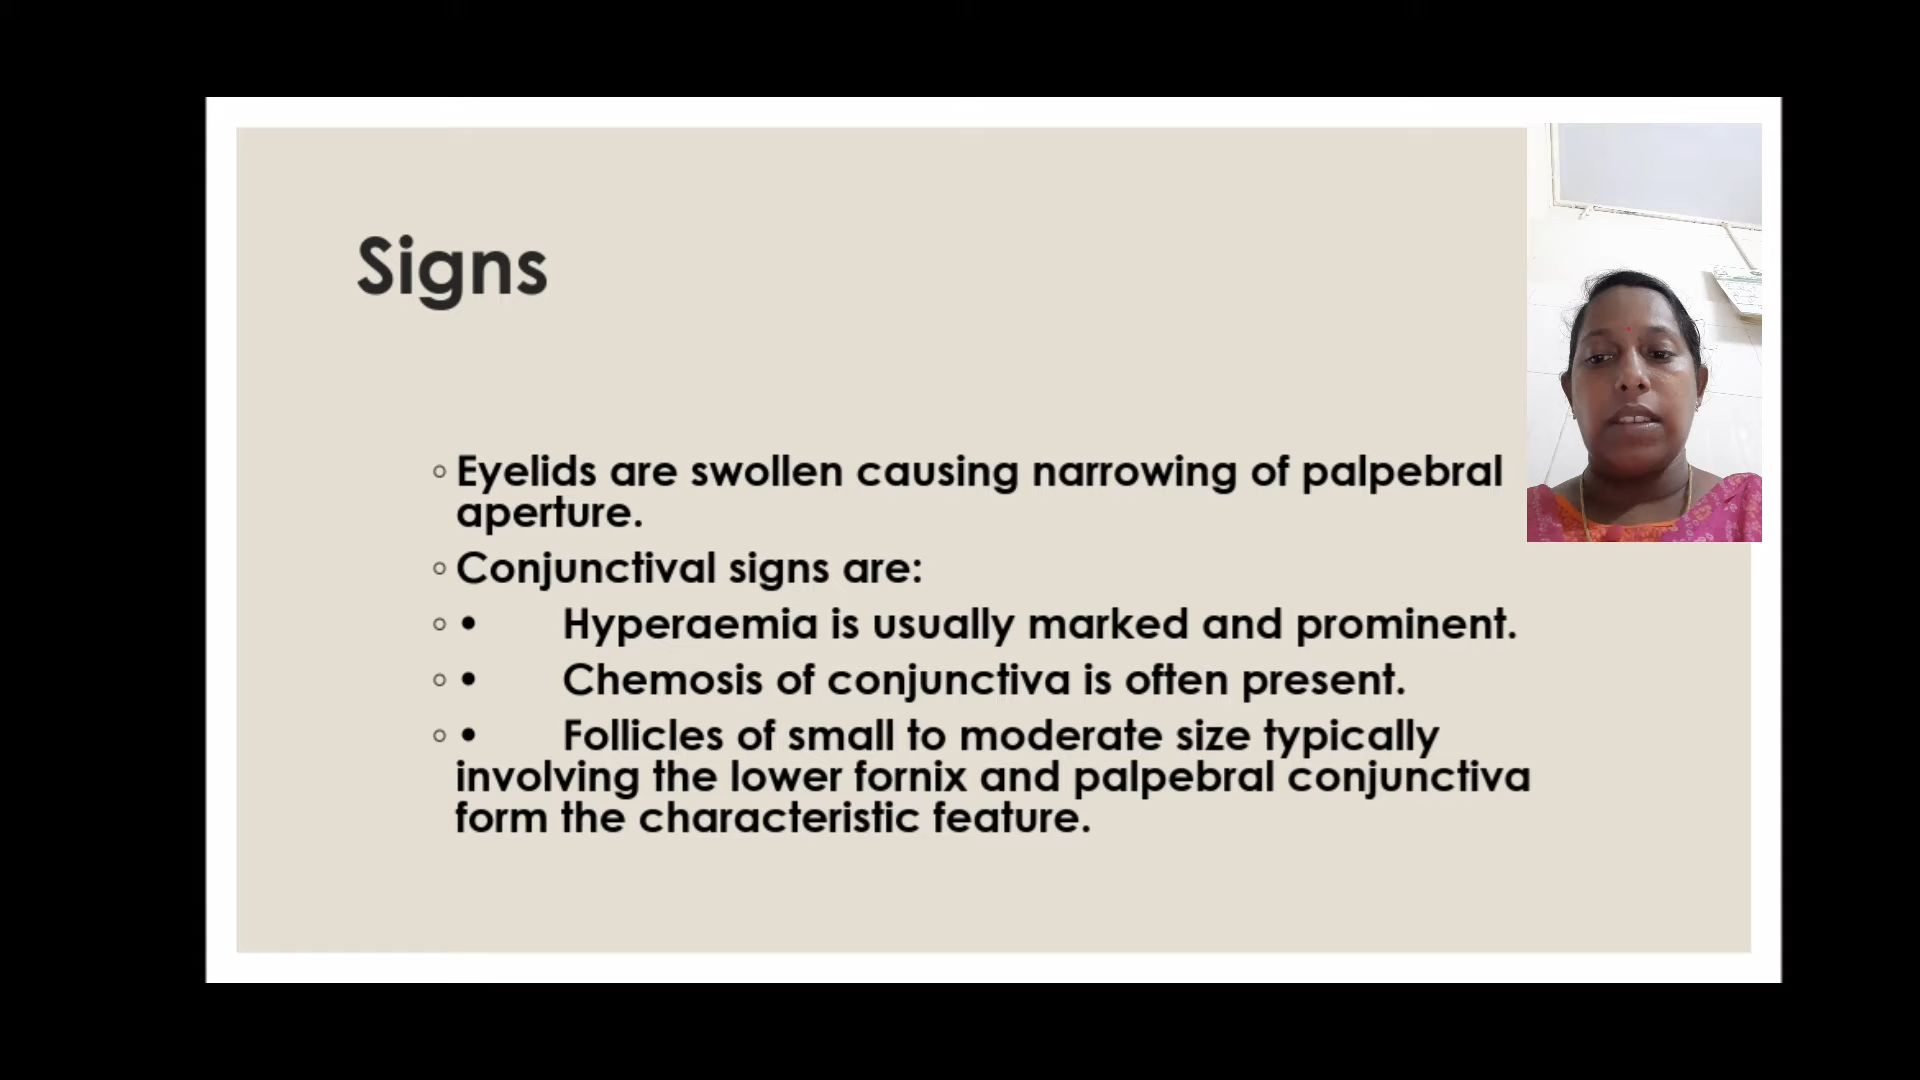 Signs
◦ Eyelids are swollen causing narrowing of palpebral
aperture.
◦ Conjunctival signs are:
◦ • Hyperaemia is usually marked and prominent.
◦ • Chemosis of conjunctiva is often present.
◦ • Follicles of small to moderate size typically
involving the lower fornix and palpebral conjunctiva
form the characteristic feature.